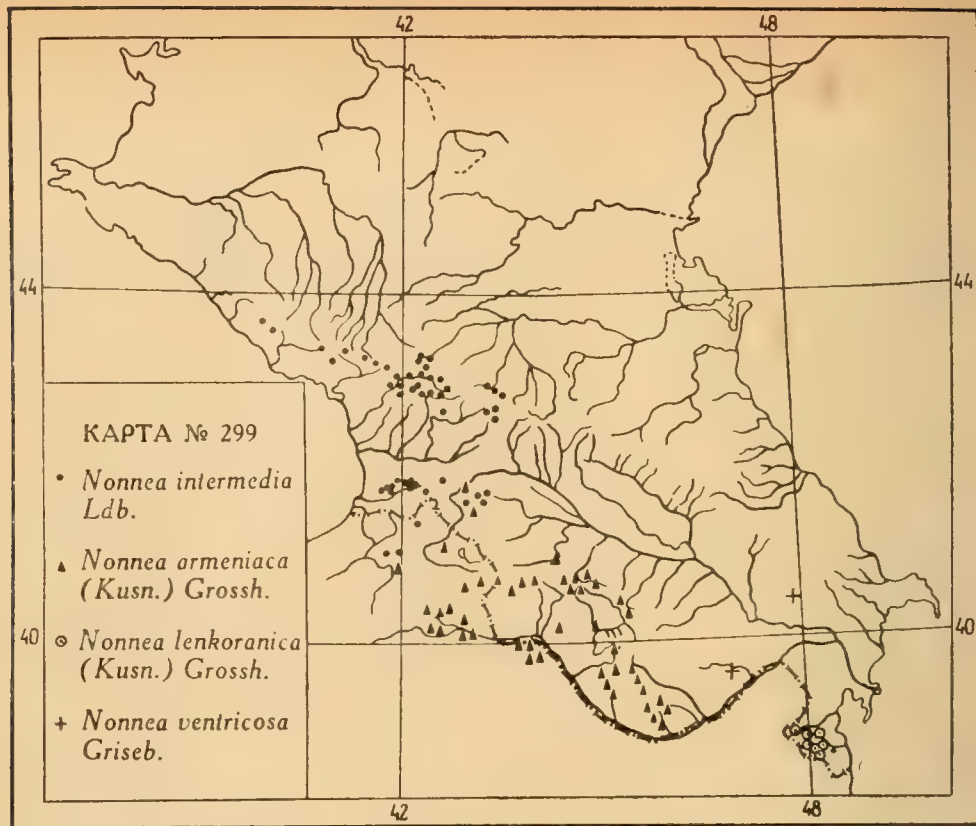 42 48
44 44
КАРТА № 299
Nonnea intermedia
Ldb.
Nonnea armeniaca
(Kusn.) Grossh.
40 40
Nonnea lenkoranica
(Kusn.) Grossh.
Nonnea ventricosa
Griseb.
42 48